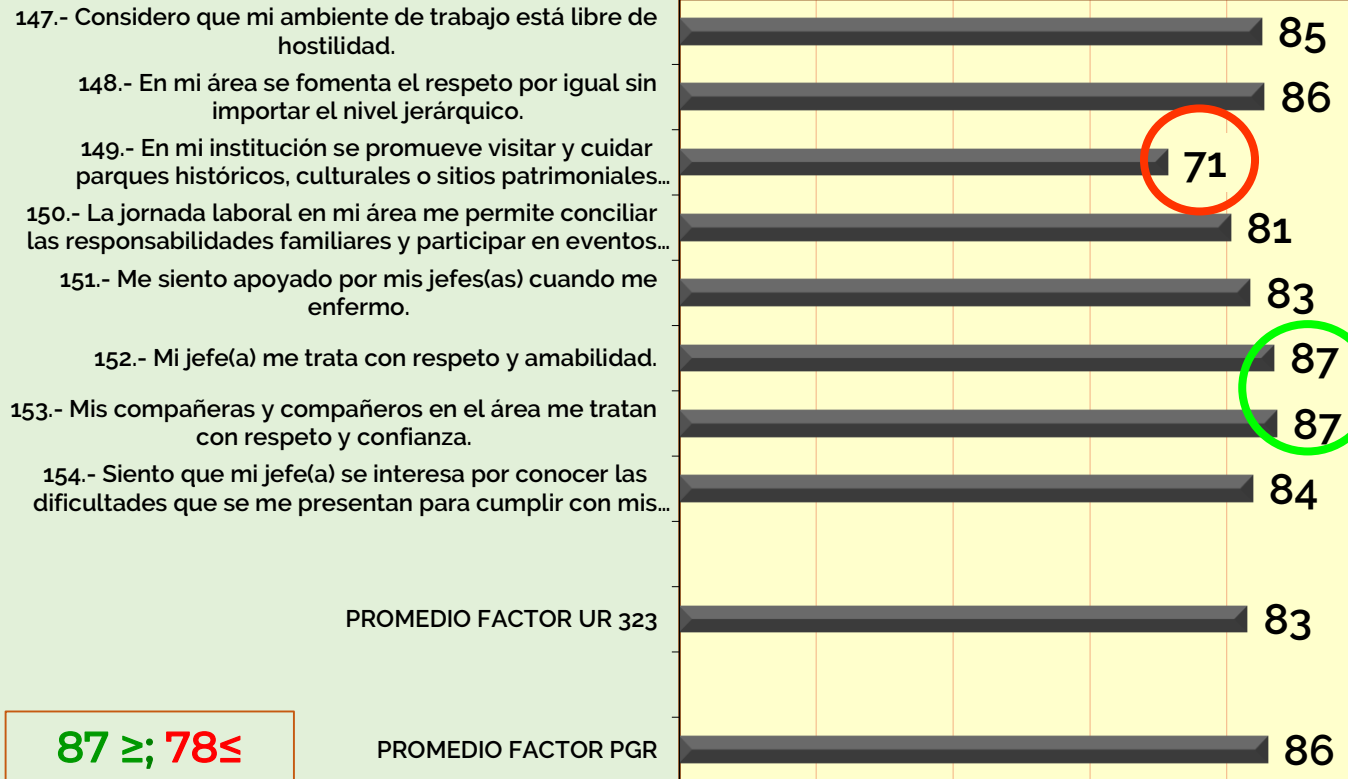 147.- Considero que mi ambiente de trabajo está libre de
hostilidad.
85
148.- En mi área se fomenta el respeto por igual sin
importar el nivel jerárquico.
86
149.- En mi institución se promueve visitar y cuidar
parques históricos, culturales o sitios patrimoniales...
71
150.- La jornada laboral en mi área me permite conciliar
las responsabilidades familiares y participar en eventos...
81
151.- Me siento apoyado por mis jefes(as) cuando me
enfermo.
83
152.- Mi jefe(a) me trata con respeto y amabilidad.
87
153.- Mis compañeras y compañeros en el área me tratan
con respeto y confianza.
87
154.- Siento que mi jefe(a) se interesa por conocer las
dificultades que se me presentan para cumplir con mis...
84
PROMEDIO FACTOR UR 323
83
87 ≥; 78≤
PROMEDIO FACTOR PGR
86